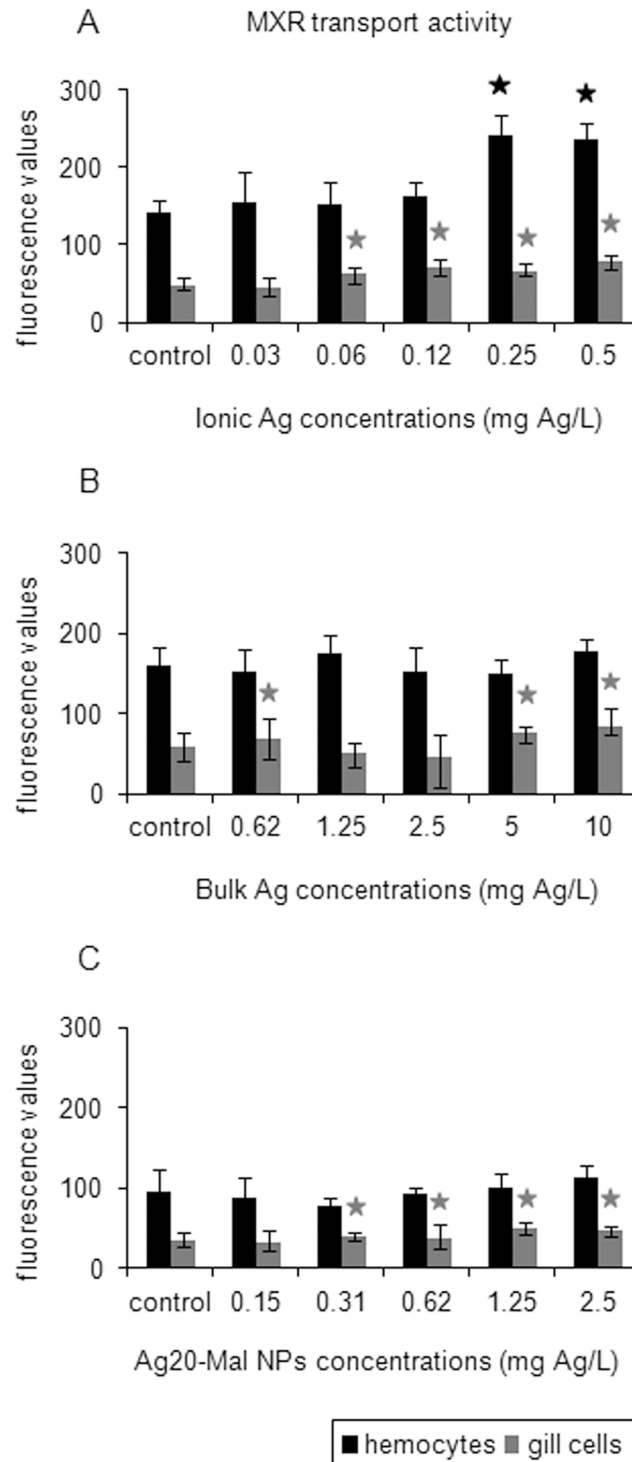 A
MXR transport activity
fluorescence values
300
200
100
0
control 0.03 0.06 0.12 0.25 0.5
Ionic Ag concentrations (mg Ag/L)
B
fluorescence values
300
200
100
0
control 0.62 1.25 2.5 5 10
Bulk Ag concentrations (mg Ag/L)
C
fluorescence values
300
200
100
0
control 0.15 0.31 0.62 1.25 2.5
Ag20-Mal NPs concentrations (mg Ag/L)
hemocytes gill cells